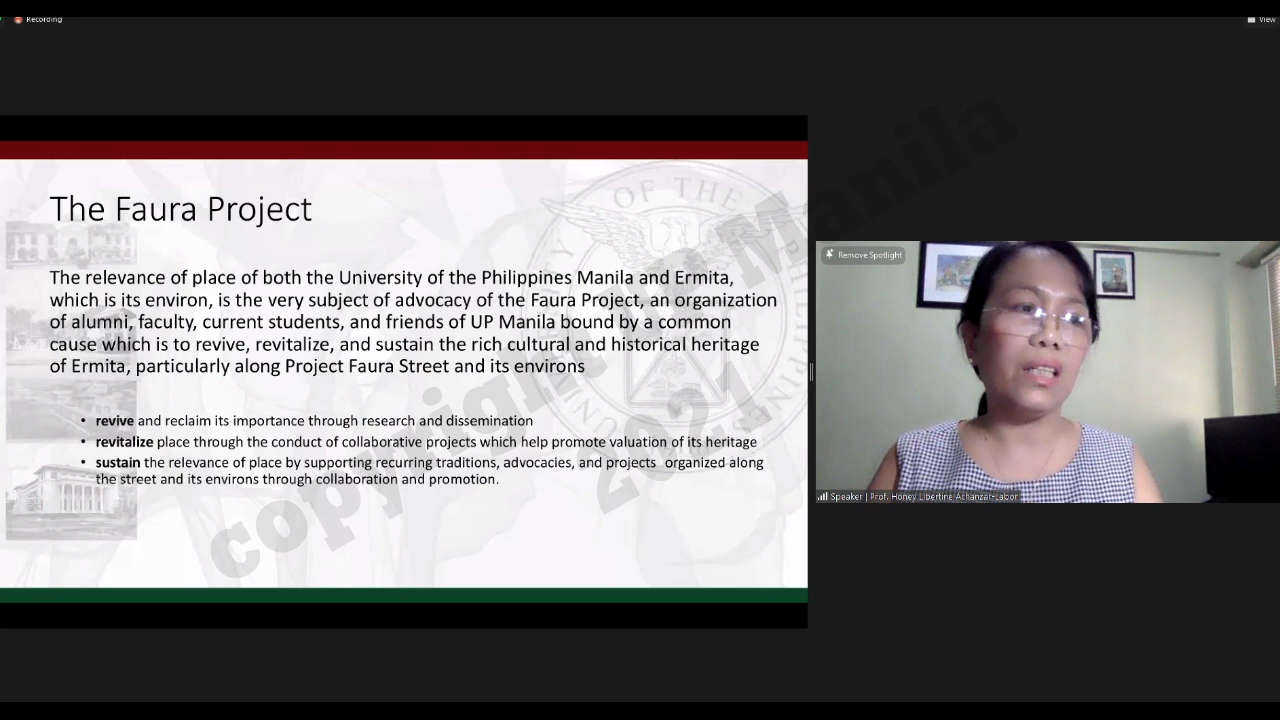 Recording
View
The Faura Project
The relevance of place of both the University of the Philippines Manila and Ermita,
which is its environ, is the very subject of advocacy of the Faura Project, an organization
of alumni, faculty, current students, and friends of UP Manila bound by a common
cause which is to revive, revitalize, and sustain the rich cultural and historical heritage
of Ermita, particularly along Project Faura Street and its environs
• revive and reclaim its importance through research and dissemination
• revitalize place through the conduct of collaborative projects which help promote valuation of its heritage
• sustain the relevance of place by supporting recurring traditions, advocacies, and projects organized along
the street and its environs through collaboration and promotion.
OF THE
copyright UP Manila
2021
Remove Spotlight
Speaker | Prof. Honey Libertine Achanzar-Labor